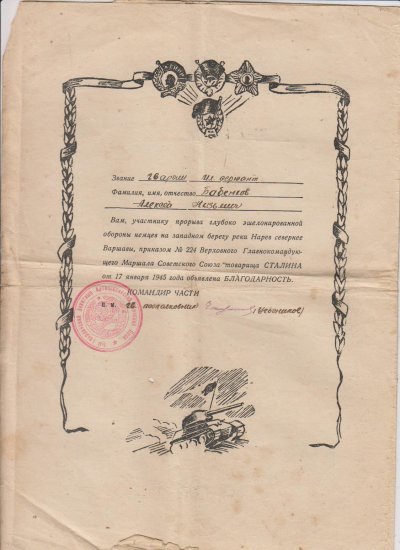 Звание гвардии мл. сержант
Фамилия, имя, отчество Бабенков
Алексей
Вам, участнику прорыва глубоко эшелонированной
обороны немцев на западном берегу реки Нарев севернее
Варшавы, приказом № 224 Верховного Главнокомандую-
щего Маршала Советского Союза товарища СТАЛИНА
от 17 января 1945 года объявлена БЛАГОДАРНОСТЬ.
КОМАНДИР ЧАСТИ
гв. подполковник